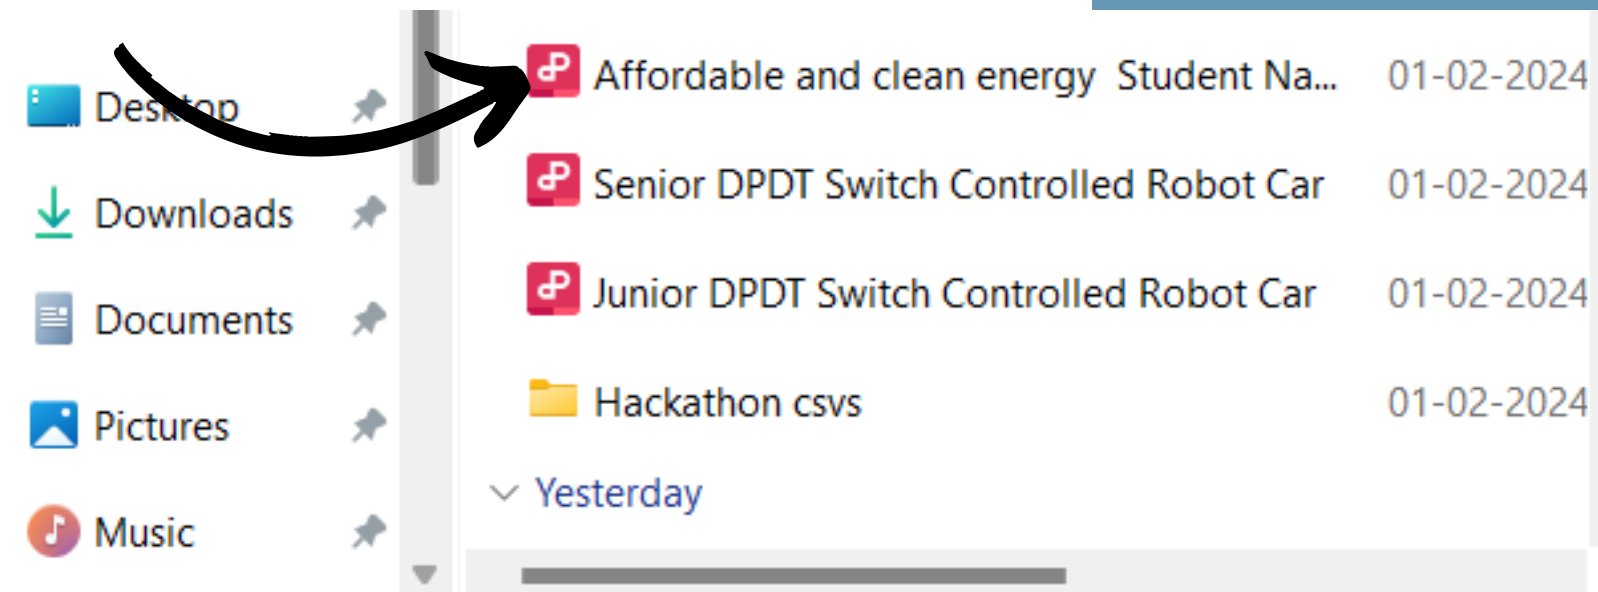 Desktop
Downloads
Documents
Pictures
Music
Affordable and clean energy  Student Na... 01-02-2024
Senior DPDT Switch Controlled Robot Car 01-02-2024
Junior DPDT Switch Controlled Robot Car 01-02-2024
Hackathon csvs 01-02-2024
Yesterday